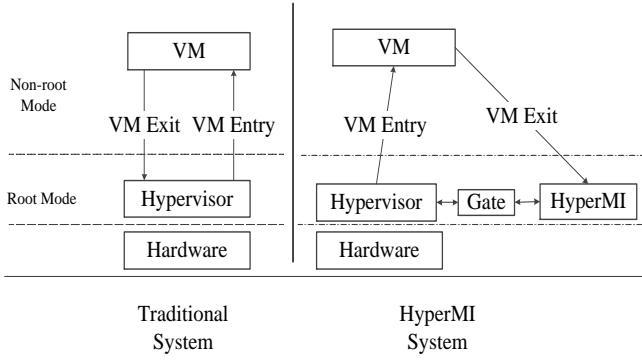 VM
VM
Non-root
Mode
VM Exit
VM Entry
VM Entry
VM Exit
Root Mode
Hypervisor
Hypervisor
Gate
HyperMI
Hardware
Hardware
Traditional
System
HyperMI
System